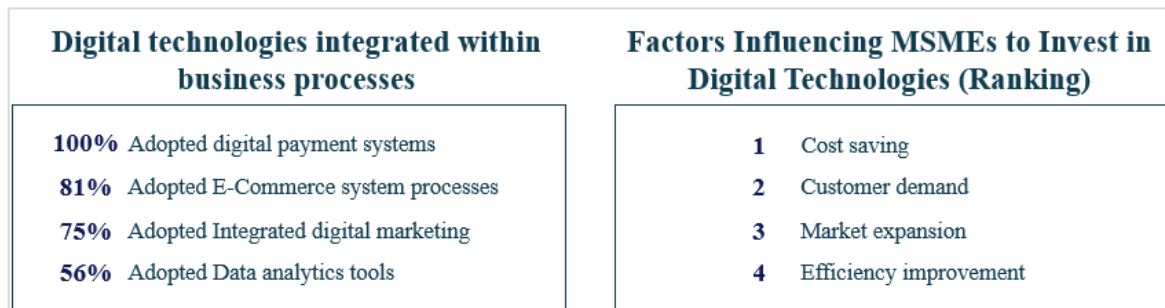 Digital technologies integrated within
business processes
100% Adopted digital payment systems
81% Adopted E-Commerce system processes
75% Adopted Integrated digital marketing
56% Adopted Data analytics tools
Factors Influencing MSMEs to Invest in
Digital Technologies (Ranking)
1 Cost saving
2 Customer demand
3 Market expansion
4 Efficiency improvement